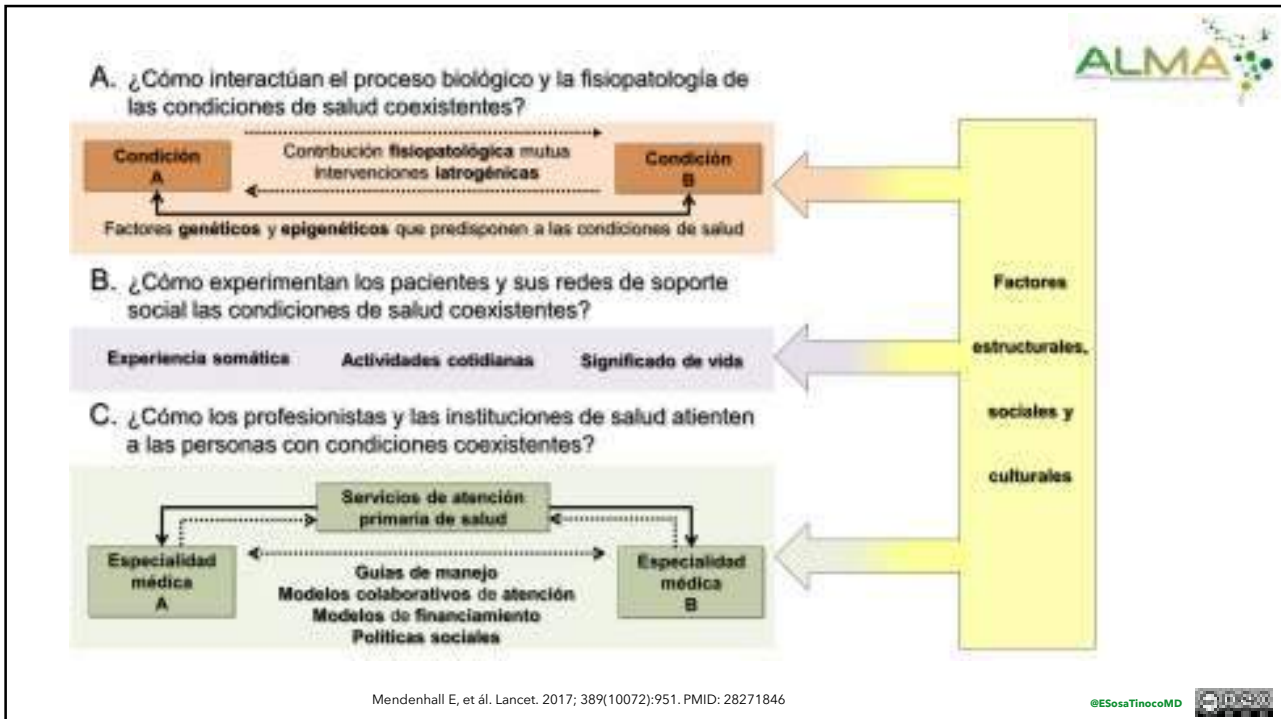 ALMA
A. ¿Cómo interactúan el proceso biológico y la fisiopatología de
las condiciones de salud coexistentes?
Condición
A
Contribución fisiopatológica mutua
Intervenciones iatrogénicas
Condición
B
Factores genéticos y epigenéticos que predisponen a las condiciones de salud
B. ¿Cómo experimentan los pacientes y sus redes de soporte
social las condiciones de salud coexistentes?
Experiencia somática
Actividades cotidianas
Significado de vida
C. ¿Cómo los profesionistas y las instituciones de salud atienten
a las personas con condiciones coexistentes?
Servicios de atención
primaria de salud
Especialidad
médica
A
Guías de manejo
Modelos colaborativos de atención
Modelos de financiamiento
Políticas sociales
Especialidad
médica
B
Factores
estructurales,
sociales y
culturales
Mendenhall E, et ál. Lancet. 2017; 389(10072):951. PMID: 28271846
@ESosaTinocoMD